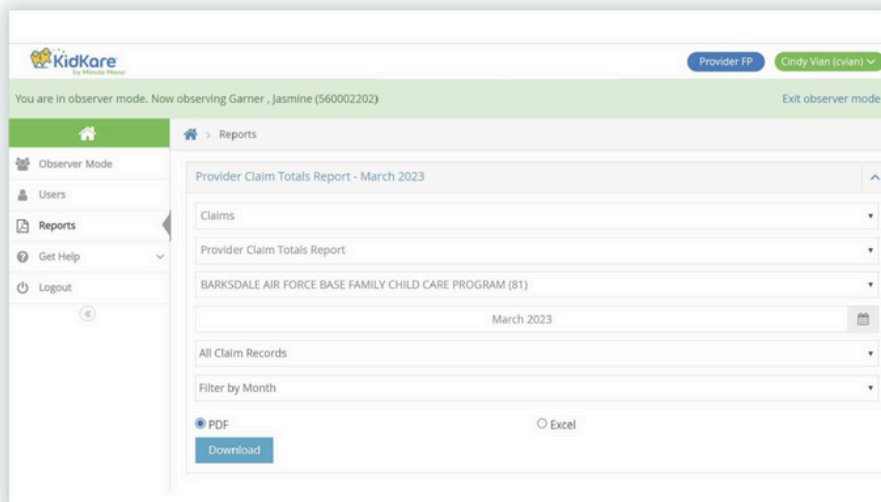 KidKare
by Minute Menu
Provider FP
Cindy Vian (cvian)
You are in observer mode. Now observing Garner , Jasmine (560002202)
Exit observer mode
> Reports
Observer Mode
Users
Reports
Get Help
Logout
Provider Claim Totals Report - March 2023
Claims
Provider Claim Totals Report
BARKSDALE AIR FORCE BASE FAMILY CHILD CARE PROGRAM (81)
March 2023
All Claim Records
Filter by Month
PDF
Excel
Download